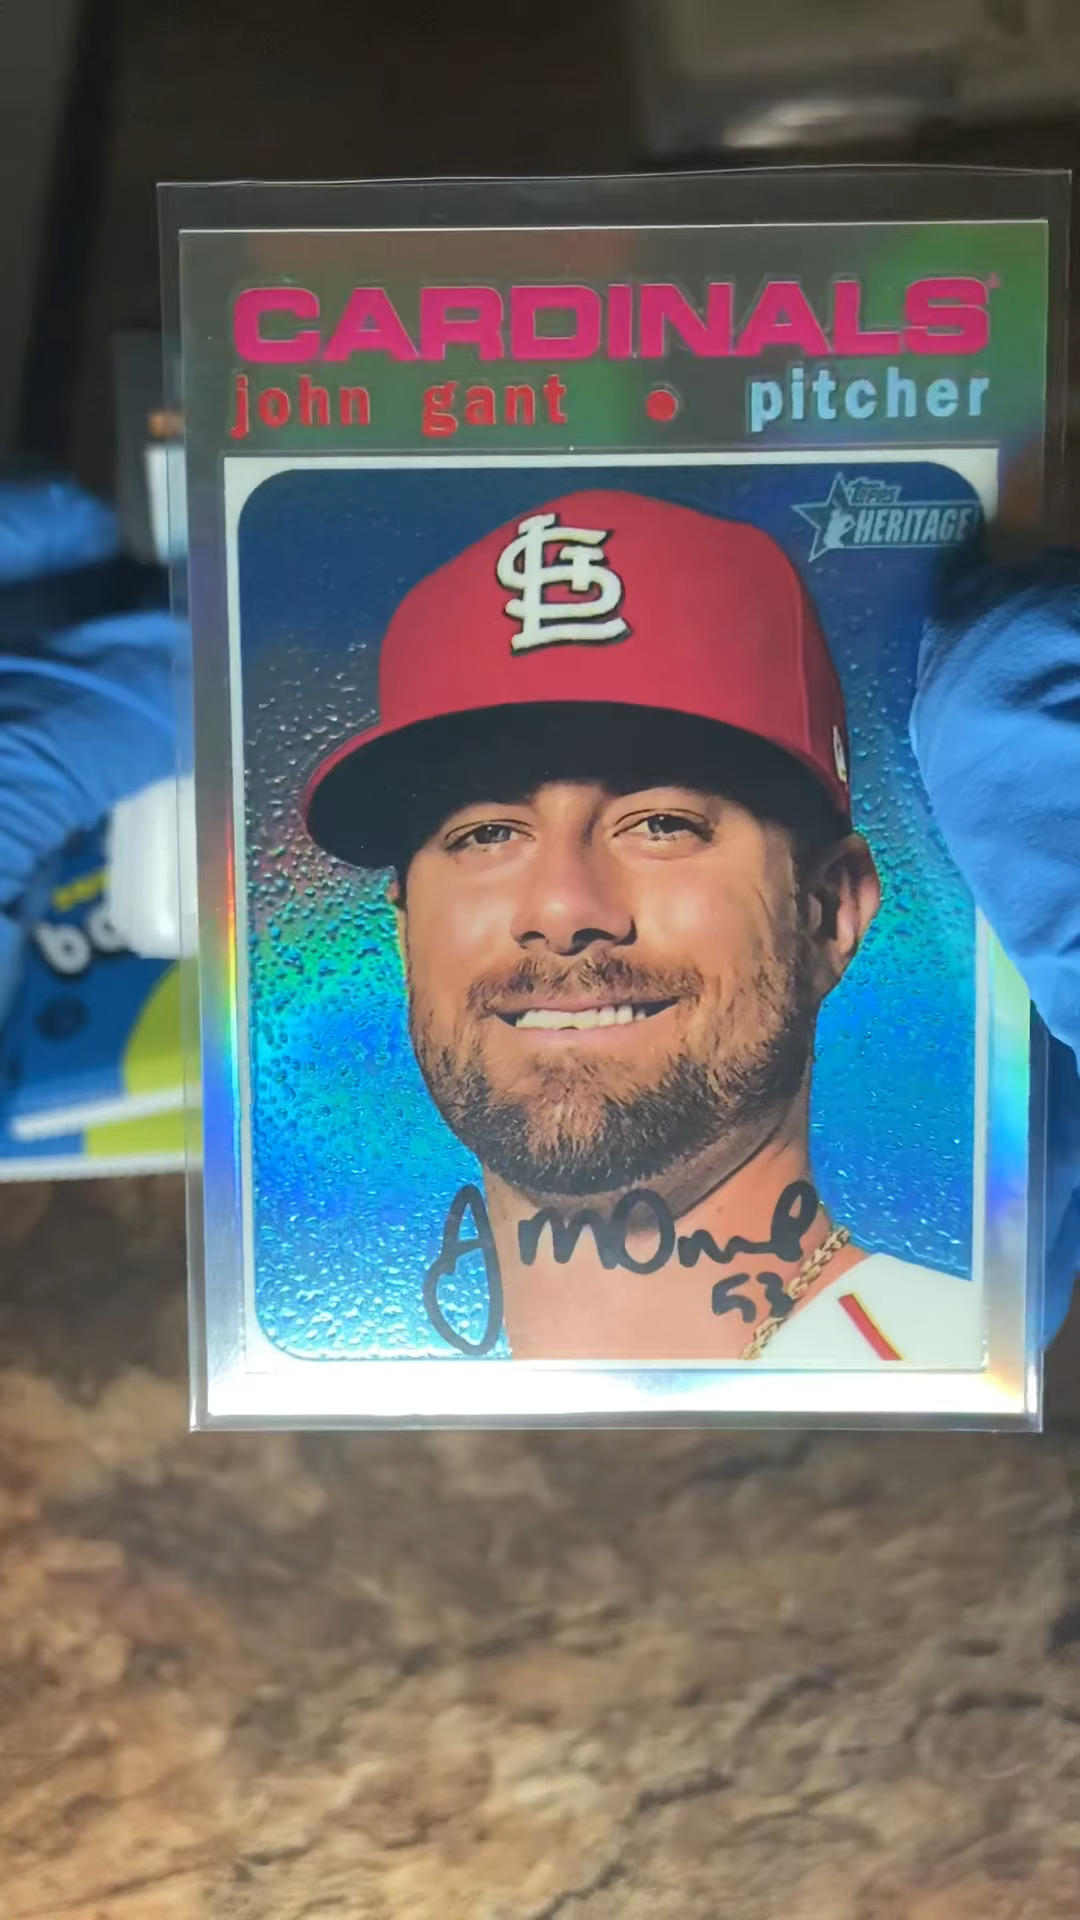 CARDINALS
john gant • pitcher
Topps
HERITAGE
53